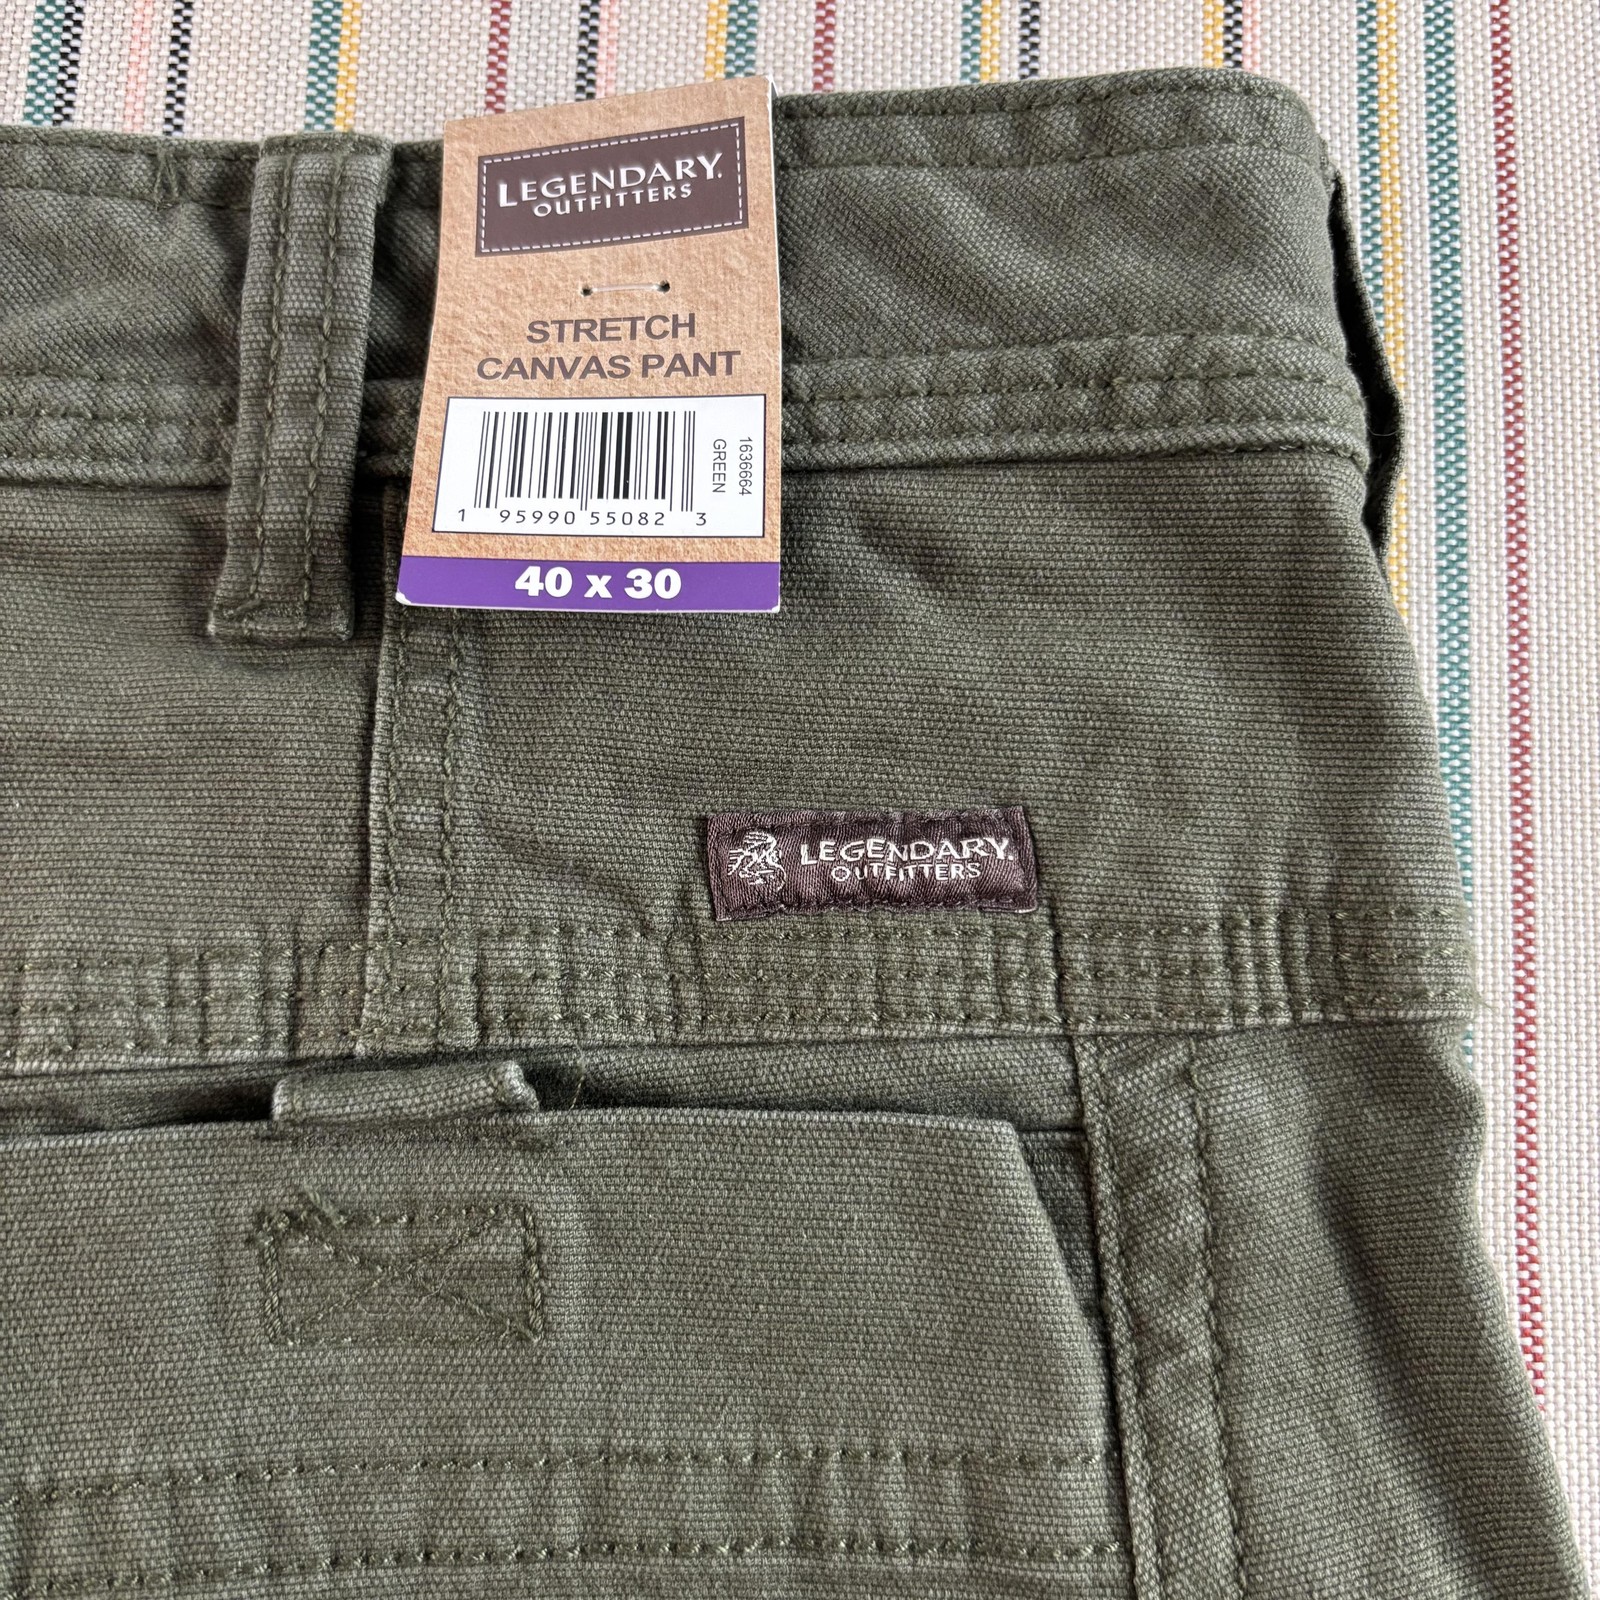 LEGENDARY.
OUTFITTERS
STRETCH
CANVAS PANT
1 95990 55082 3
1636664
GREEN
40 x 30
LEGENDARY.
OUTFITTERS